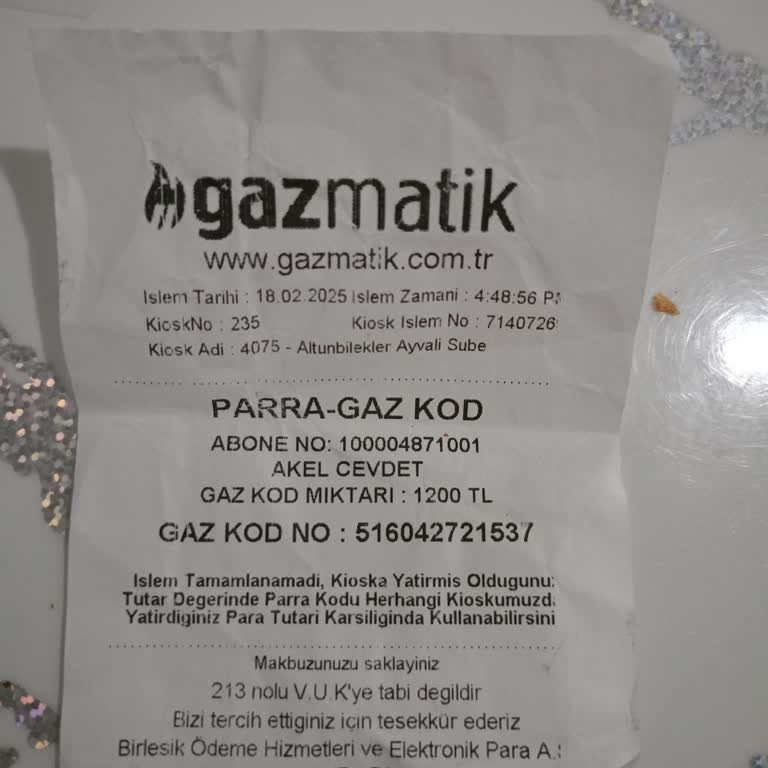 gazmatik
www.gazmatik.com.tr
Islem Tarihi : 18.02.2025 Islem Zamani : 4:48:56 P
KioskNo : 235 Kiosk Islem No : 7140726
Kiosk Adi : 4075 - Altunbilekler Ayvali Sube
PARRA-GAZ KOD
ABONE NO: 100004871001
AKEL CEVDET
GAZ KOD MIKTARI : 1200 TL
GAZ KOD NO : 516042721537
Islem Tamamlanamadi, Kioska Yatirmis Oldugunu
Tutar Degerinde Parra Kodu Herhangi Kioskumuzd
Yatirdiginiz Para Tutari Karsiliginda Kullanabilirsini
Makbuzunuzu saklayiniz
213 nolu V.U.K'ye tabi degildir
Bizi tercih ettiginiz için tesekkür ederiz
Birlesik Ödeme Hizmetleri ve Elektronik Para A.